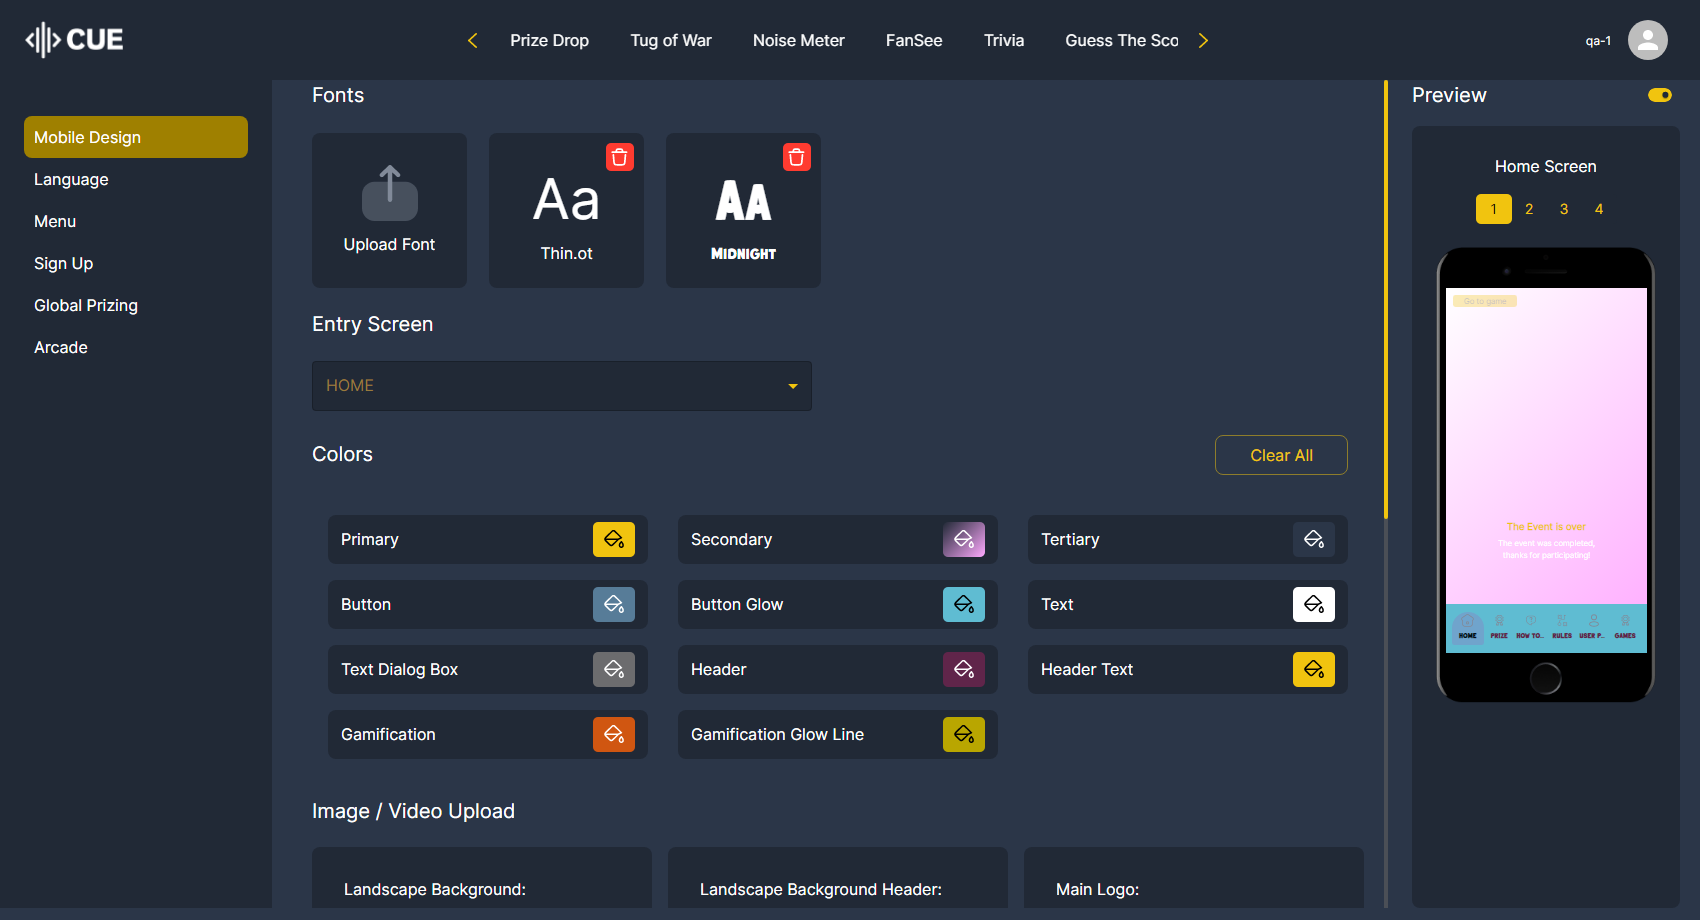 CUE
Prize Drop
Tug of War
Noise Meter
FanSee
Trivia
Guess The Sco
qa-1
Mobile Design
Language
Menu
Sign Up
Global Prizing
Arcade
Fonts
Upload Font
Aa
Thin.ot
AA
MIDNIGHT
Entry Screen
HOME
Colors
Clear All
Primary
Secondary
Tertiary
Button
Button Glow
Text
Text Dialog Box
Header
Header Text
Gamification
Gamification Glow Line
Image / Video Upload
Landscape Background:
Landscape Background Header:
Main Logo:
Preview
Home Screen
1 2 3 4
Go to game
The Event is over
The event was completed,
thanks for participating!
HOME PRIZE HOW TO.. RULES USER P.. GAMES